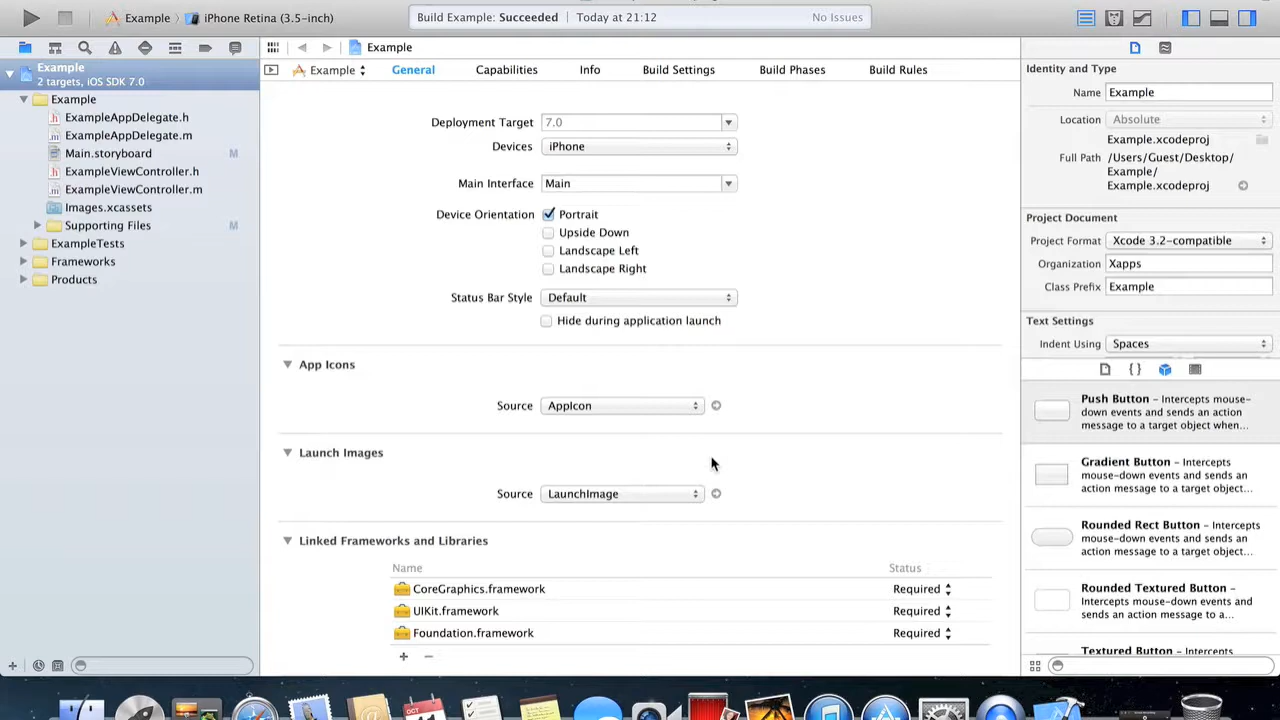 Example
iPhone Retina (3.5-inch)
Build Example: Succeeded
Today at 21:12
No Issues
Example
2 targets, iOS SDK 7.0
Example
ExampleAppDelegate.h
ExampleAppDelegate.m
Main.storyboard
M
ExampleViewController.h
ExampleViewController.m
Images.xcassets
Supporting Files
M
ExampleTests
Frameworks
Products
Example
Example
General
Capabilities
Info
Build Settings
Build Phases
Build Rules
Deployment Target
7.0
Devices
iPhone
Main Interface
Main
Device Orientation
Portrait
Upside Down
Landscape Left
Landscape Right
Status Bar Style
Default
Hide during application launch
App Icons
Source
AppIcon
Launch Images
Source
LaunchImage
Linked Frameworks and Libraries
Name
Status
CoreGraphics.framework
Required
UIKit.framework
Required
Foundation.framework
Required
Identity and Type
Name
Example
Location
Absolute
Example.xcodeproj
Full Path
/Users/Guest/Desktop/
Example/
Example.xcodeproj
Project Document
Project Format
Xcode 3.2-compatible
Organization
Xapps
Class Prefix
Example
Text Settings
Indent Using
Spaces
Push Button – Intercepts mouse-
down events and sends an action
message to a target object when...
Gradient Button – Intercepts
mouse-down events and sends an
action message to a target object...
Rounded Rect Button – Intercepts
mouse-down events and sends an
action message to a target object...
Rounded Textured Button –
Intercepts mouse-down events and
sends an action message to a...
Textured Button – Intercepts
OCT